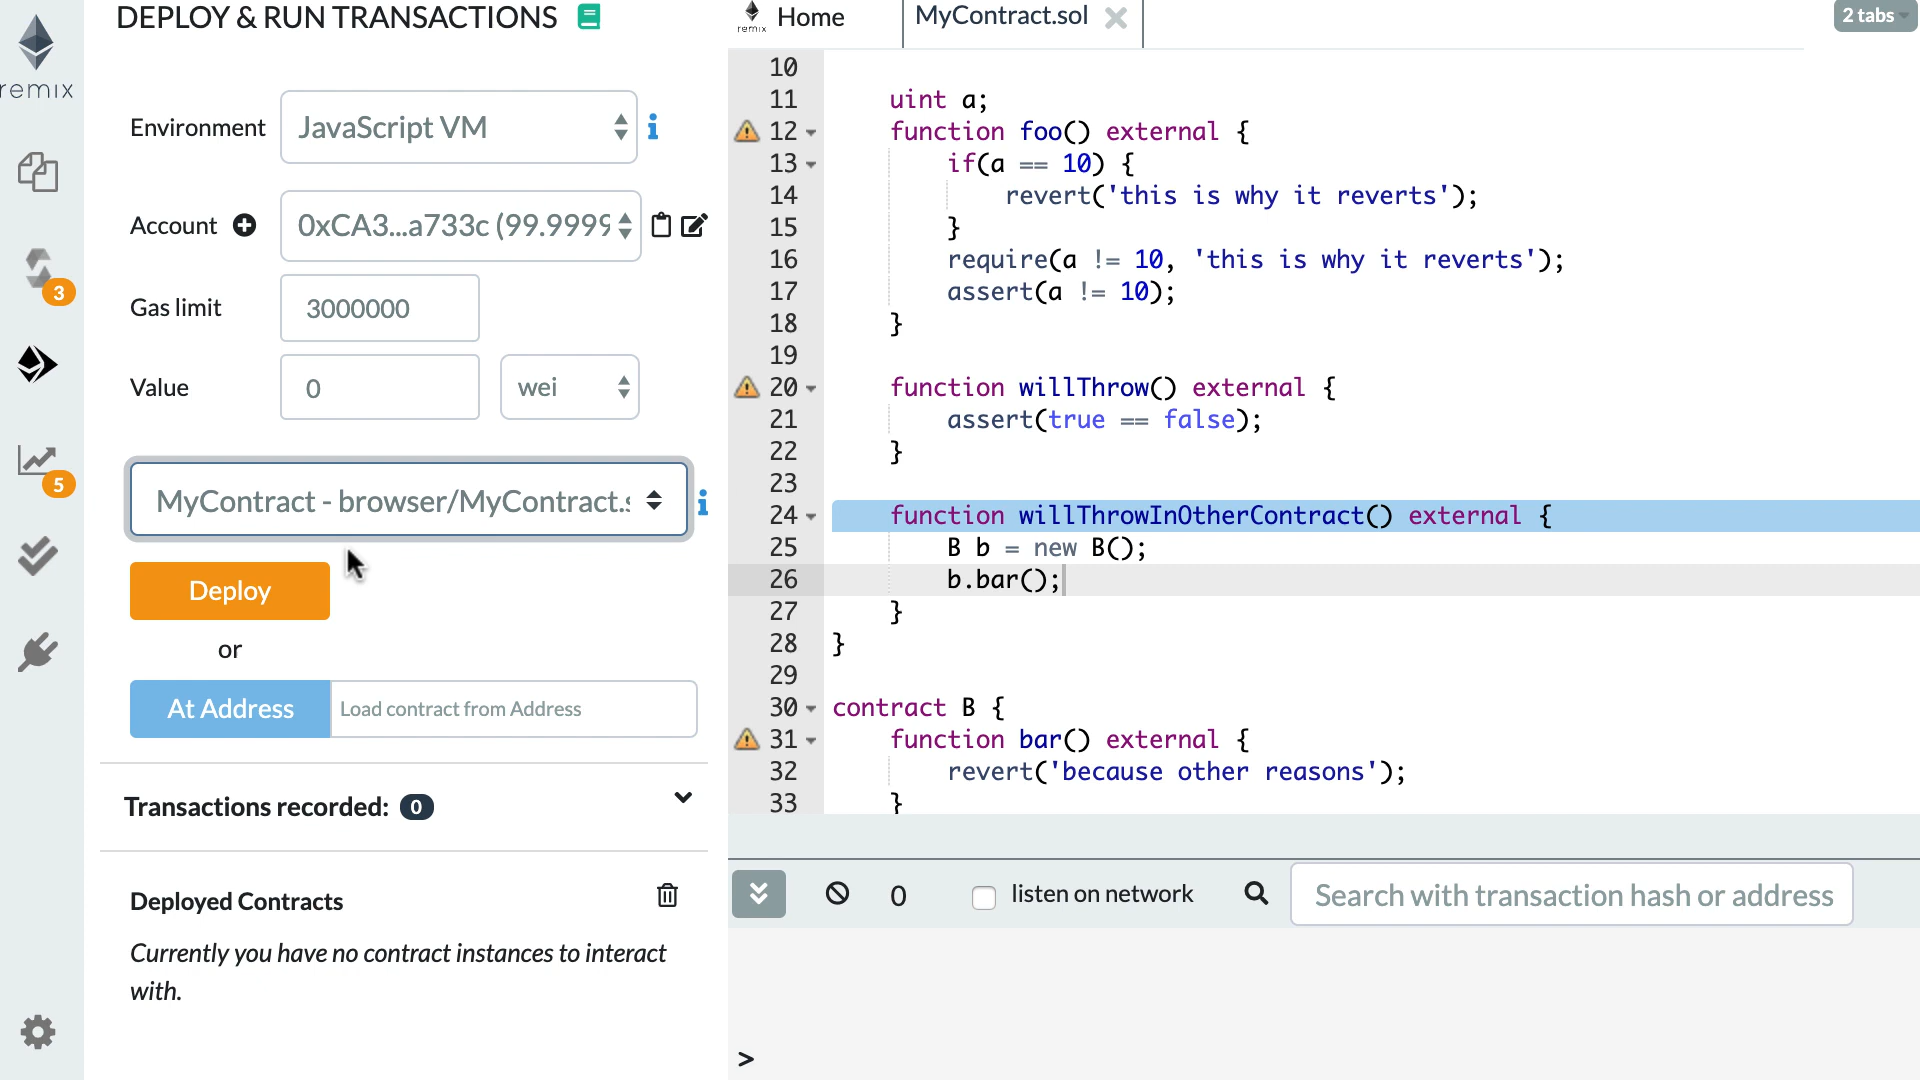 DEPLOY & RUN TRANSACTIONS
remix
3
5
Environment
JavaScript VM
Account
0xCA3...a733c (99.9999
Gas limit
3000000
Value
0
wei
MyContract - browser/MyContract.s
Deploy
or
At Address
Load contract from Address
Transactions recorded: 0
Deployed Contracts
Currently you have no contract instances to interact
with.
remix
Home
MyContract.sol
2 tabs
10
11 uint a;
12 function foo() external {
13 if(a == 10) {
14 revert('this is why it reverts');
15 }
16 require(a != 10, 'this is why it reverts');
17 assert(a != 10);
18 }
19
20 function willThrow() external {
21 assert(true == false);
22 }
23
24 function willThrowInOtherContract() external {
25 B b = new B();
26 b.bar();
27 }
28 }
29
30 contract B {
31 function bar() external {
32 revert('because other reasons');
33 }
0
listen on network
Search with transaction hash or address
>